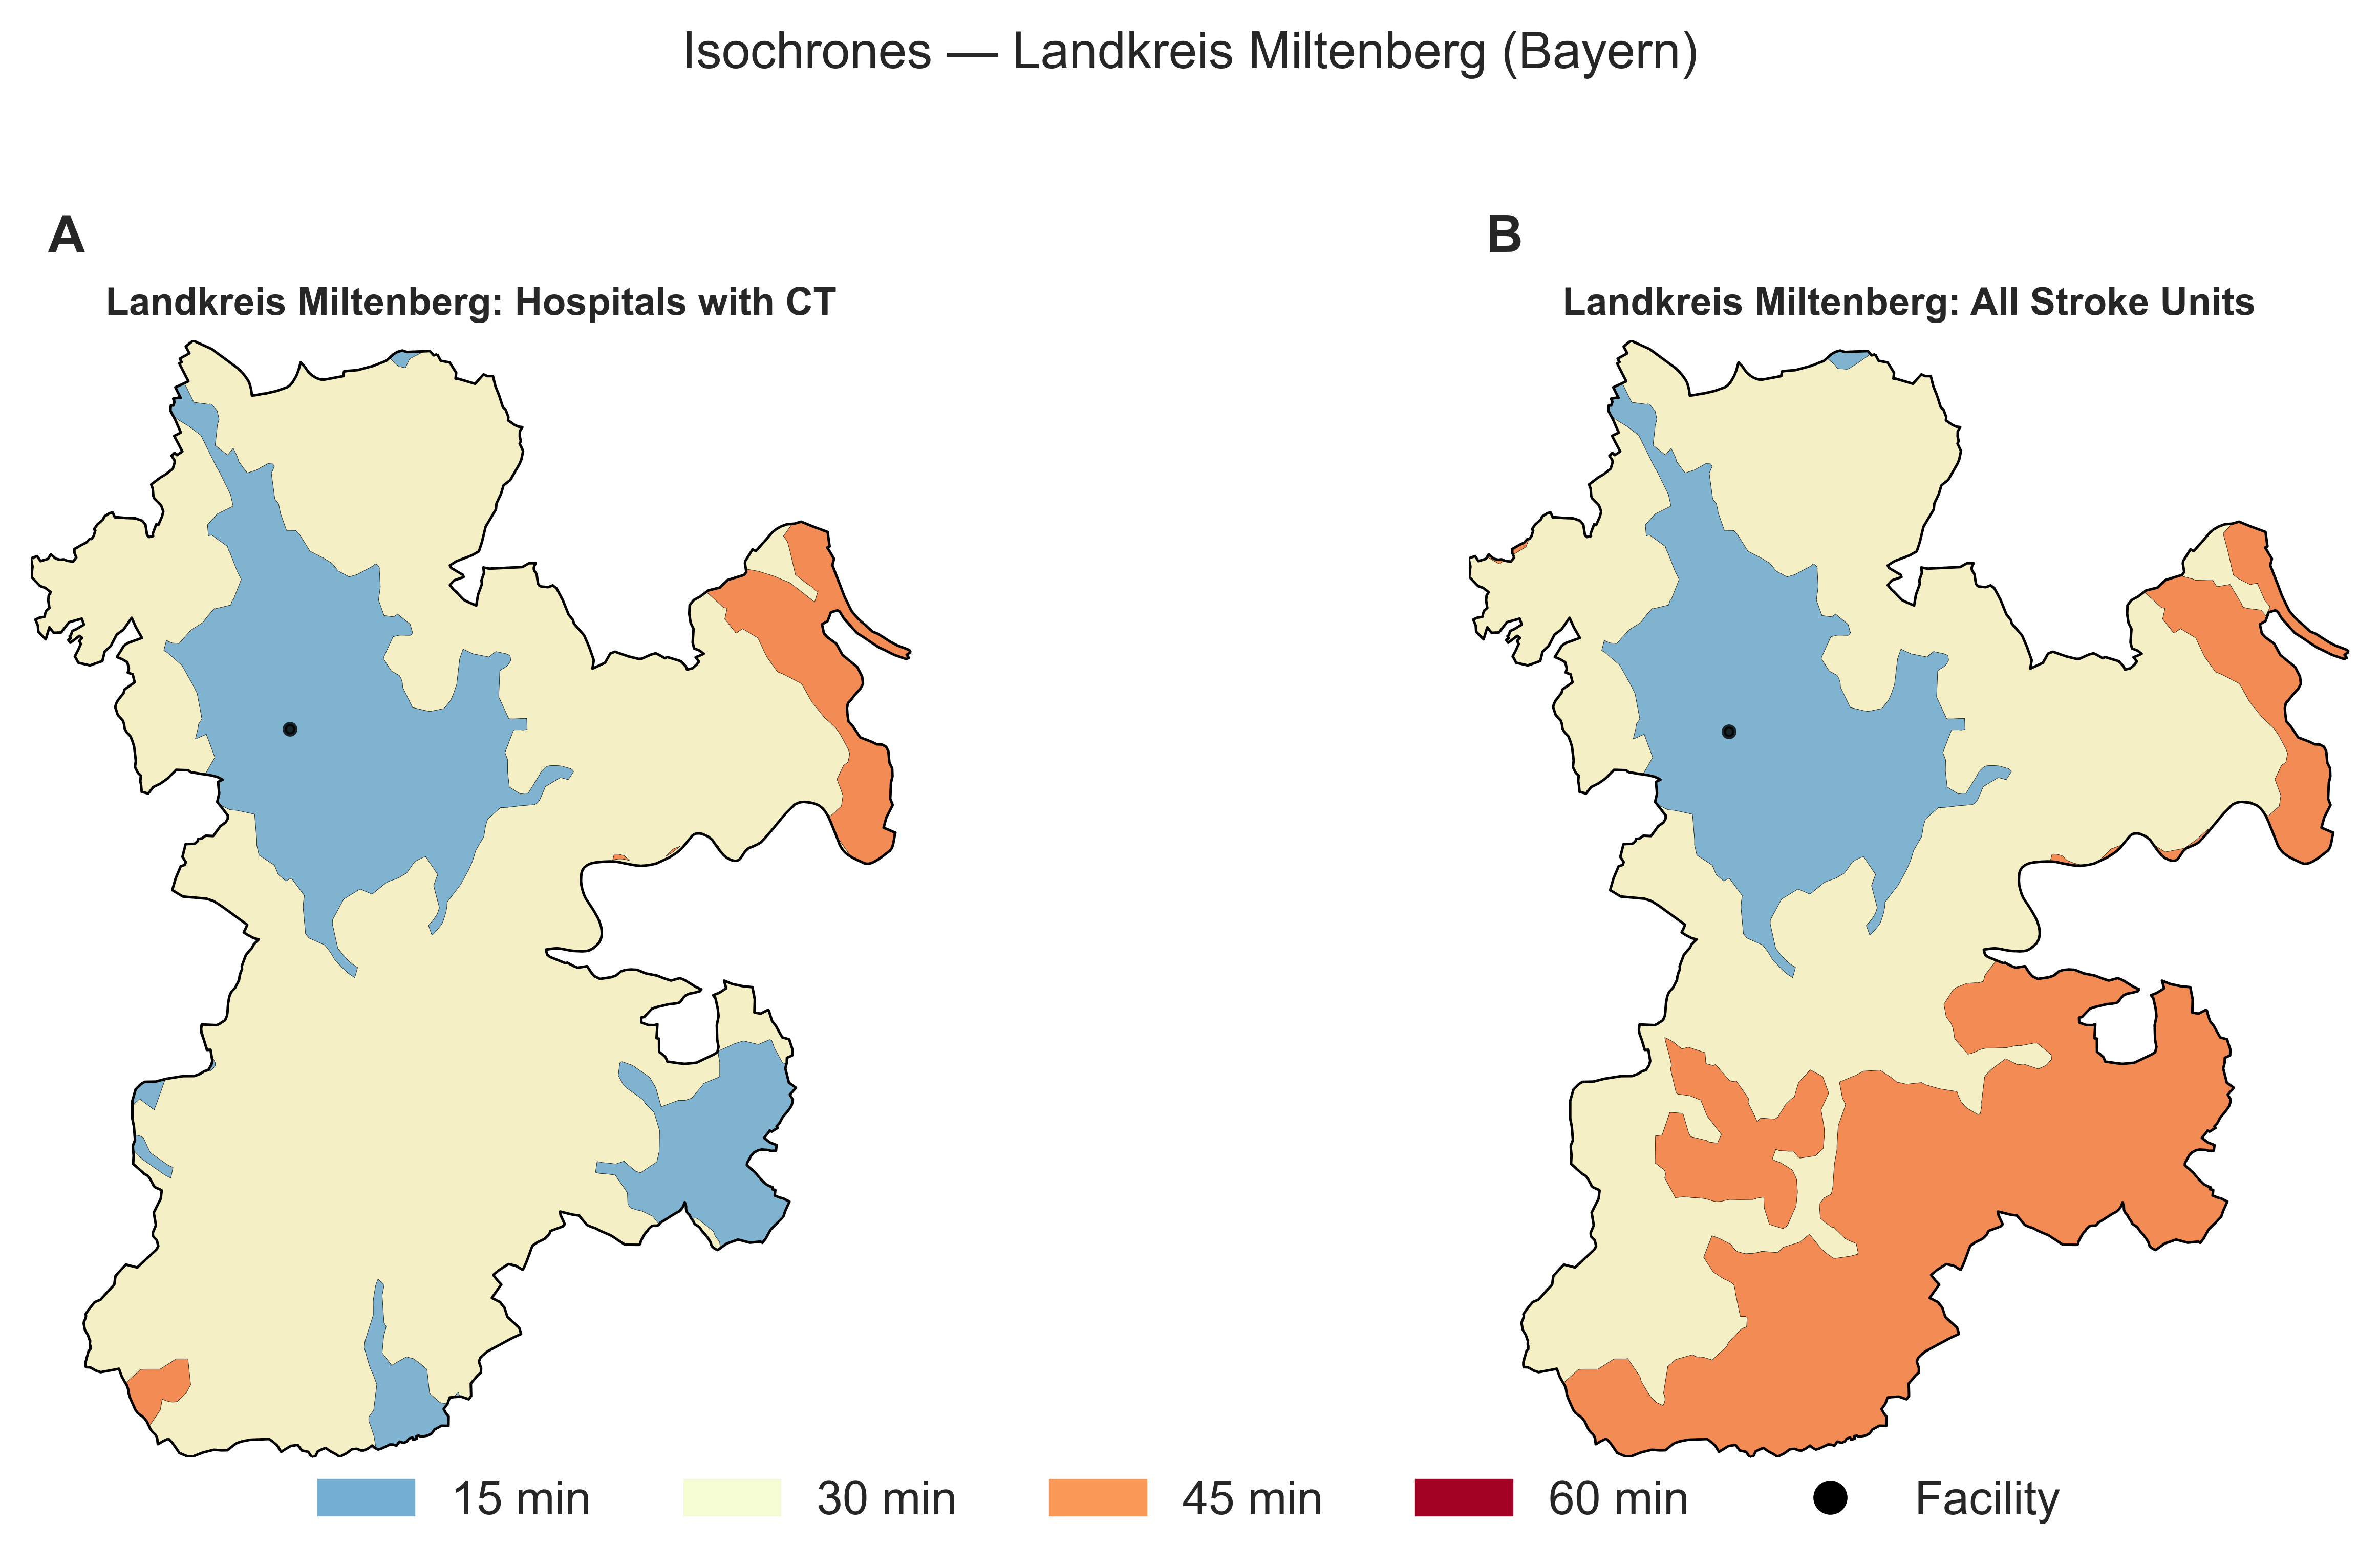 Isochrones — Landkreis Miltenberg (Bayern)
A
Landkreis Miltenberg: Hospitals with CT
B
Landkreis Miltenberg: All Stroke Units
15 min
30 min
45 min
60 min
Facility